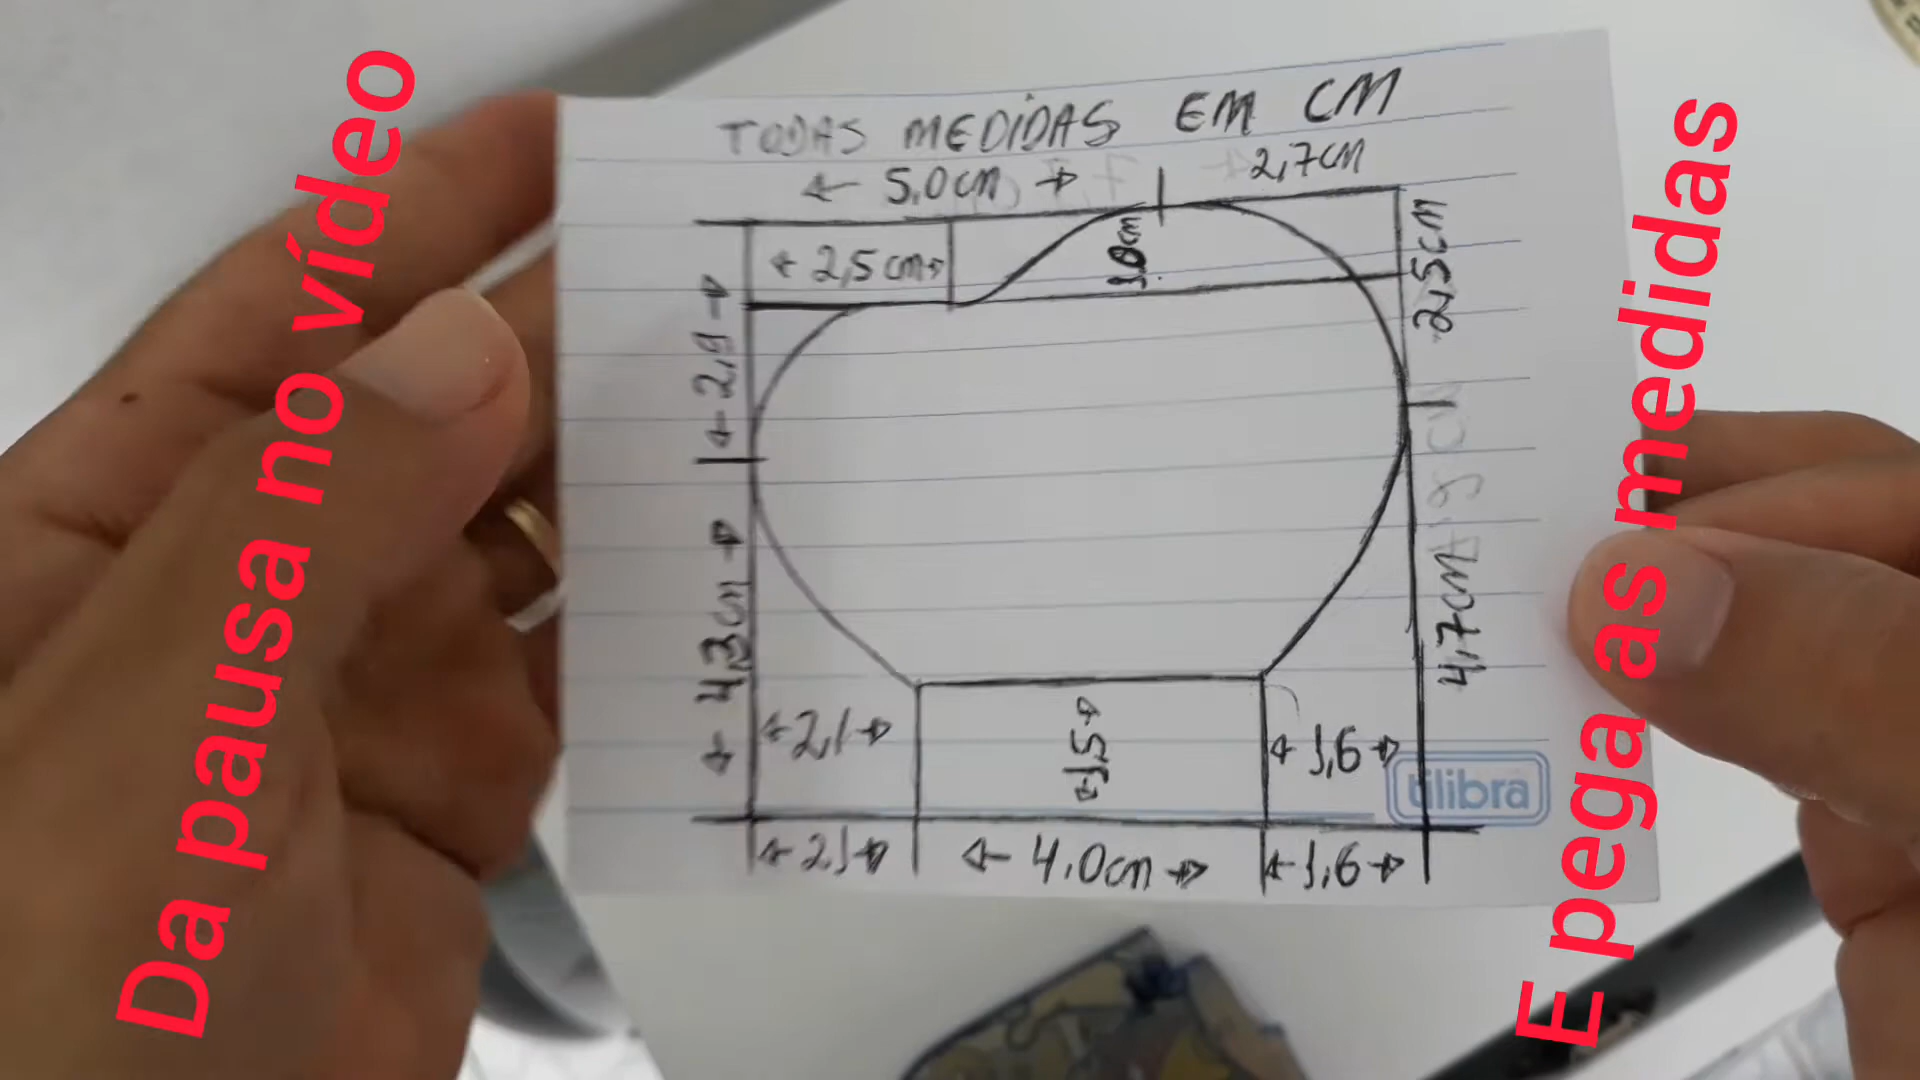 Da pausa no vídeo
E pega as medidas
TODAS MEDIDAS EM CM
5.0cm
2,7cm
2,5cm
1.0cm
2,5cm
2,9
4,3cm
4,7cm
2,1
1,5
1,6
tilibra
2,1
4.0cm
1,6